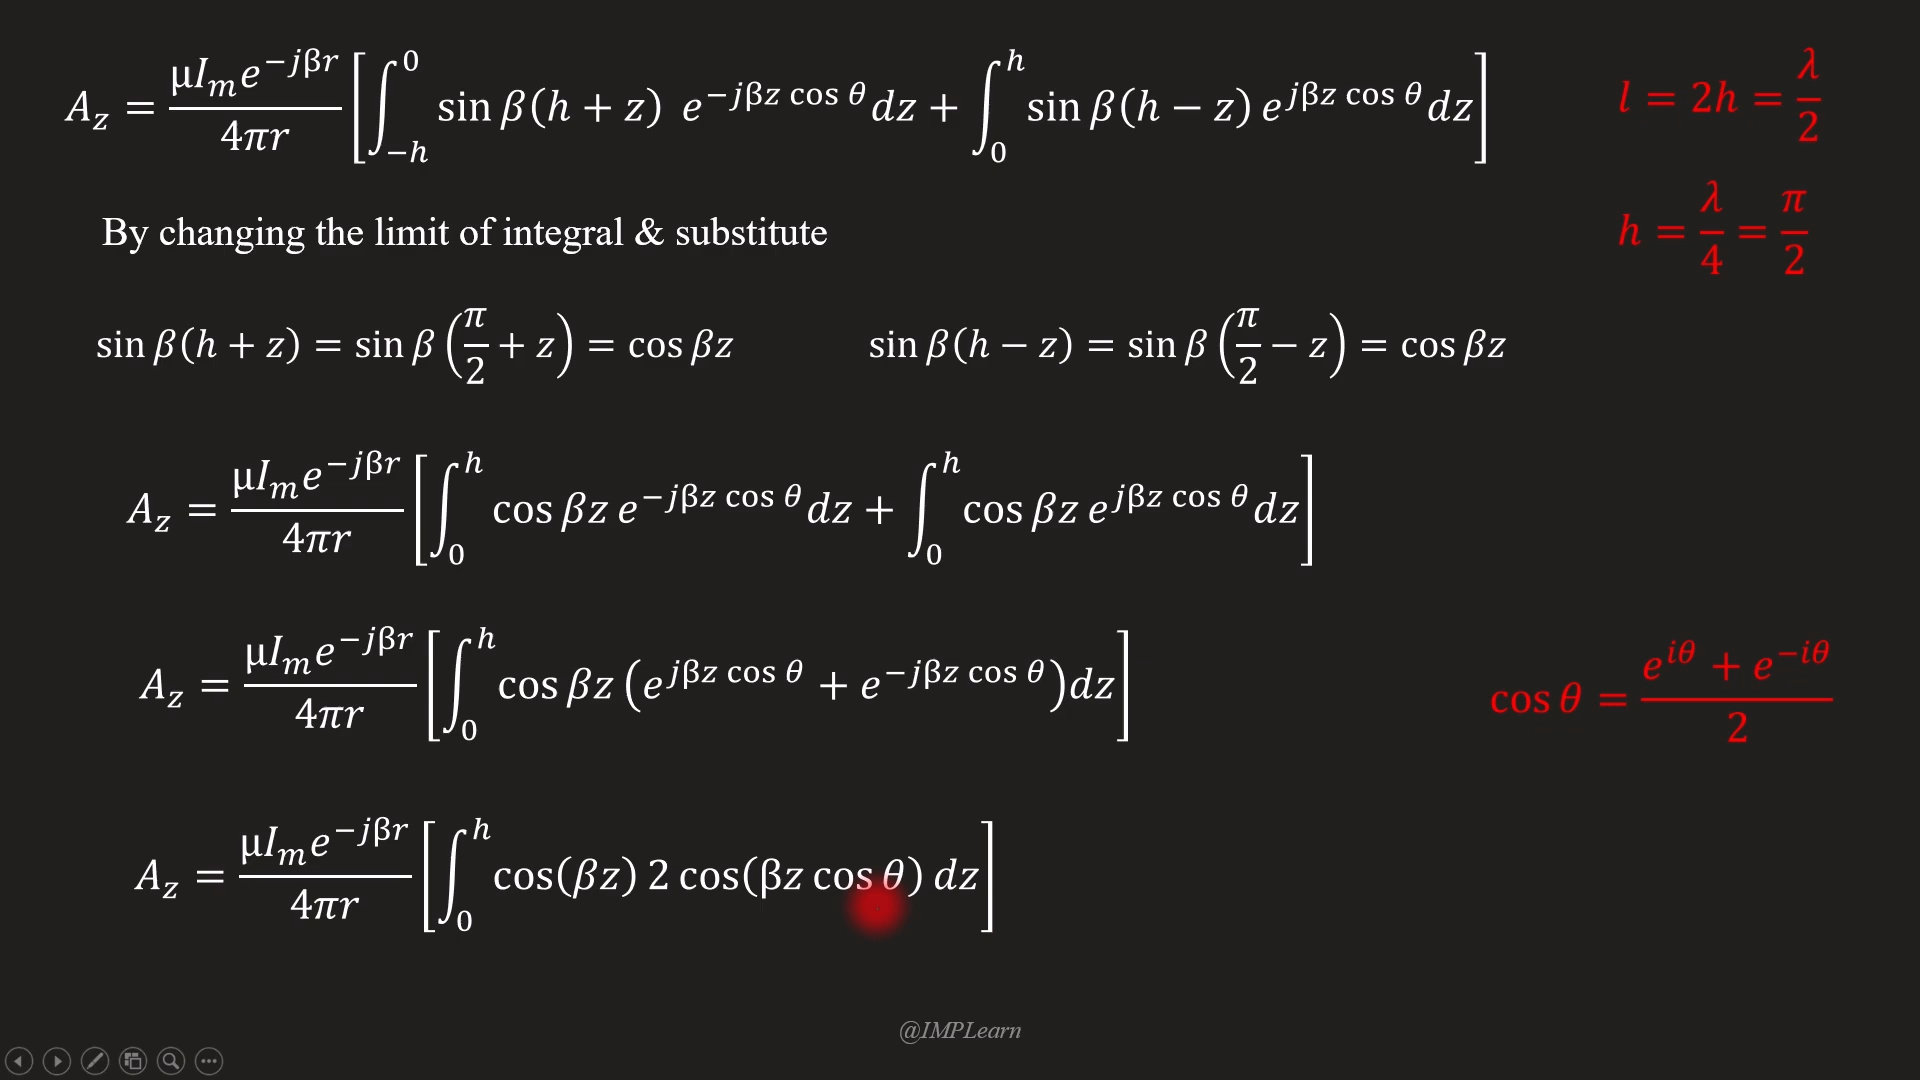 A_z = μI_m e^{−jβr} / 4πr [ ∫_{−h}^{0} sin β(h + z) e^{−jβz cos θ} dz + ∫_{0}^{h} sin β(h − z) e^{jβz cos θ} dz ]
l = 2h = λ/2
By changing the limit of integral & substitute
h = λ/4 = π/2
sin β(h + z) = sin β(π/2 + z) = cos βz
sin β(h − z) = sin β(π/2 − z) = cos βz
A_z = μI_m e^{−jβr} / 4πr [ ∫_{0}^{h} cos βz e^{−jβz cos θ} dz + ∫_{0}^{h} cos βz e^{jβz cos θ} dz ]
A_z = μI_m e^{−jβr} / 4πr [ ∫_{0}^{h} cos βz (e^{jβz cos θ} + e^{−jβz cos θ}) dz ]
cos θ = (e^{iθ} + e^{−iθ}) / 2
A_z = μI_m e^{−jβr} / 4πr [ ∫_{0}^{h} cos(βz) 2 cos(βz cos θ) dz ]
@IMPLearn